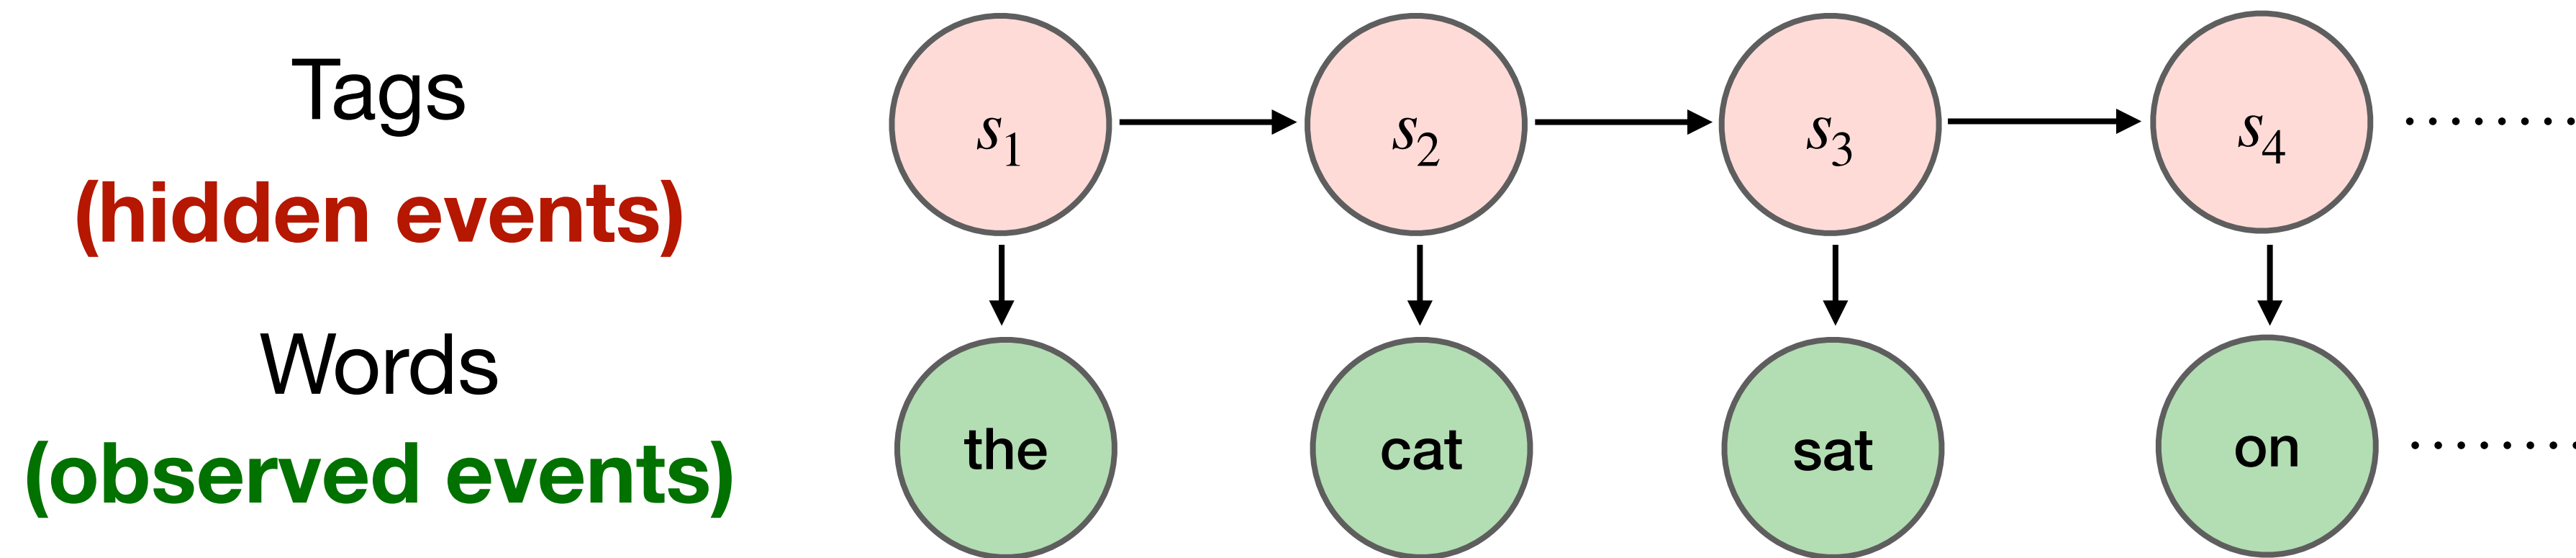 Tags
(hidden events)
s₁ s₂ s₃ s₄ ........
Words
(observed events)
the cat sat on ........